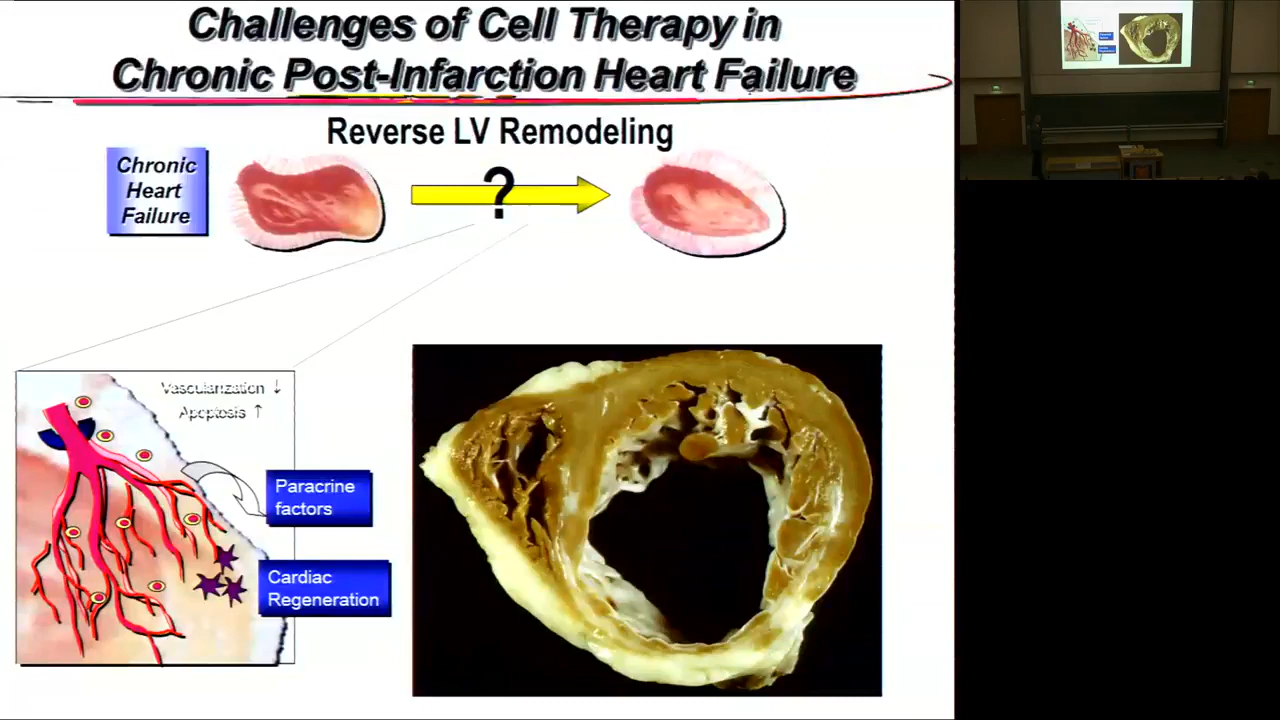 Challenges of Cell Therapy in
Chronic Post-Infarction Heart Failure
Reverse LV Remodeling
Chronic
Heart
Failure
?
Vascularization ↓
Apoptosis ↑
Paracrine
factors
Cardiac
Regeneration